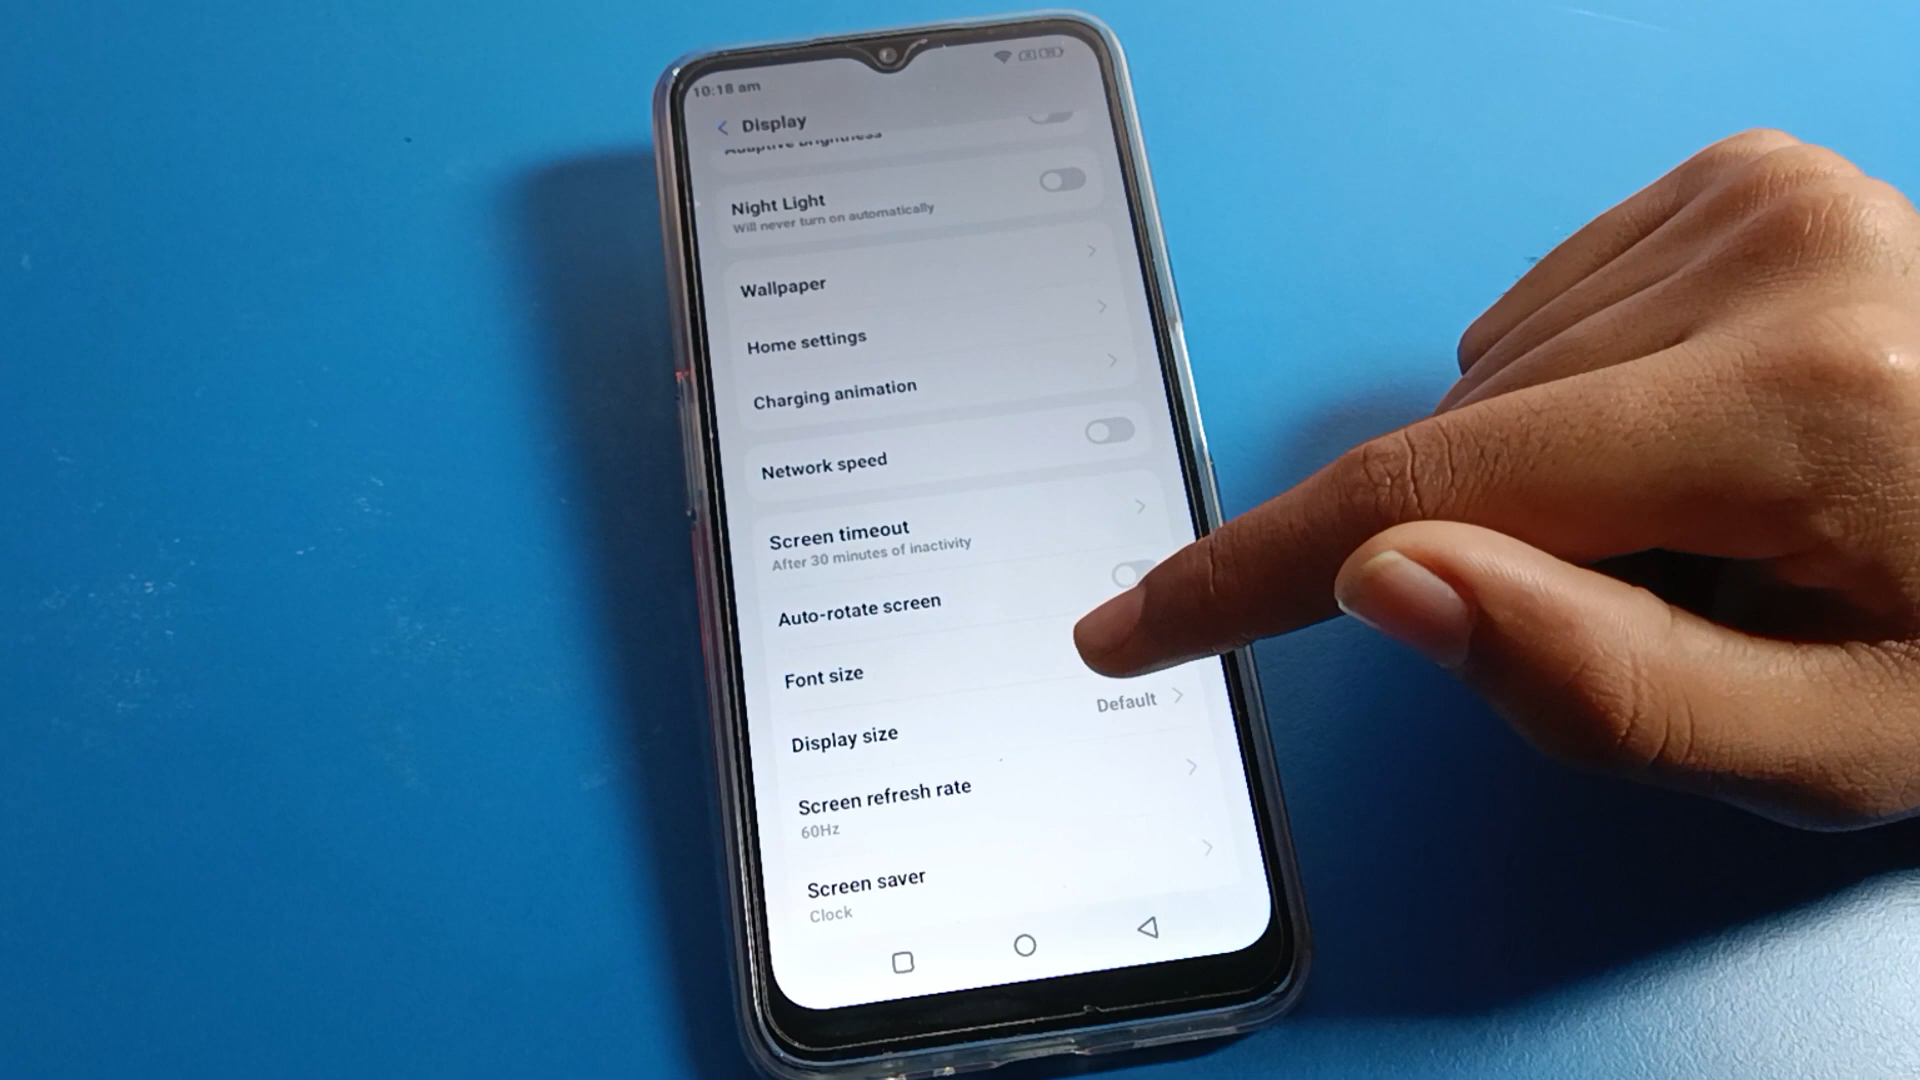 10:18 am
Display
Adaptive brightness
Night Light
Will never turn on automatically
Wallpaper
Home settings
Charging animation
Network speed
Screen timeout
After 30 minutes of inactivity
Auto-rotate screen
Font size
Default
Display size
Screen refresh rate
60Hz
Screen saver
Clock